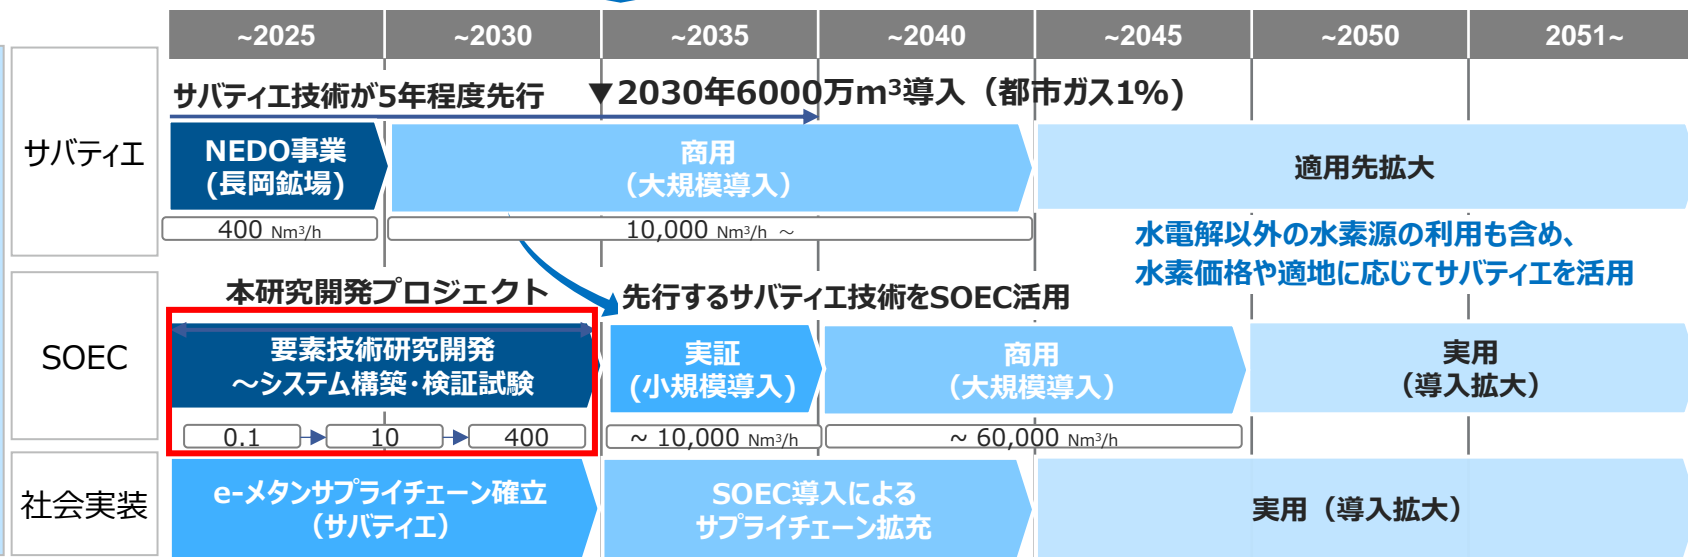 ~2025
~2030
~2035
~2040
~2045
~2050
2051~
サバティエ
サバティエ技術が5年程度先行
▼2030年6000万m³導入（都市ガス1%）
NEDO事業
(長岡鉱場)
商用
（大規模導入）
適用先拡大
400 Nm³/h
10,000 Nm³/h ～
水電解以外の水素源の利用も含め、
水素価格や適地に応じてサバティエを活用
SOEC
本研究開発プロジェクト
先行するサバティエ技術をSOEC活用
要素技術研究開発
～システム構築・検証試験
実証
(小規模導入)
商用
（大規模導入）
実用
（導入拡大）
0.1
10
400
~ 10,000 Nm³/h
~ 60,000 Nm³/h
社会実装
e-メタンサプライチェーン確立
（サバティエ）
SOEC導入による
サプライチェーン拡充
実用（導入拡大）